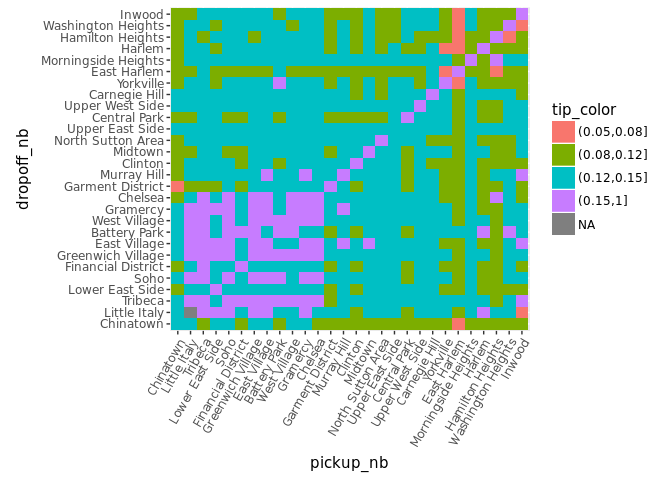 Inwood
Washington Heights
Hamilton Heights
Harlem
Morningside Heights
East Harlem
Yorkville
Carnegie Hill
Upper West Side
Central Park
Upper East Side
North Sutton Area
Midtown
Clinton
Murray Hill
Garment District
Chelsea
Gramercy
West Village
Battery Park
East Village
Greenwich Village
Financial District
Soho
Lower East Side
Tribeca
Little Italy
Chinatown
dropoff_nb
Chinatown
Little Italy
Tribeca
Lower East Side
Soho
Financial District
Greenwich Village
East Village
Battery Park
West Village
Gramercy
Chelsea
Garment District
Murray Hill
Clinton
Midtown
North Sutton Area
Upper East Side
Central Park
Upper West Side
Carnegie Hill
Yorkville
East Harlem
Morningside Heights
Harlem
Hamilton Heights
Washington Heights
Inwood
pickup_nb
tip_color
(0.05,0.08]
(0.08,0.12]
(0.12,0.15]
(0.15,1]
NA